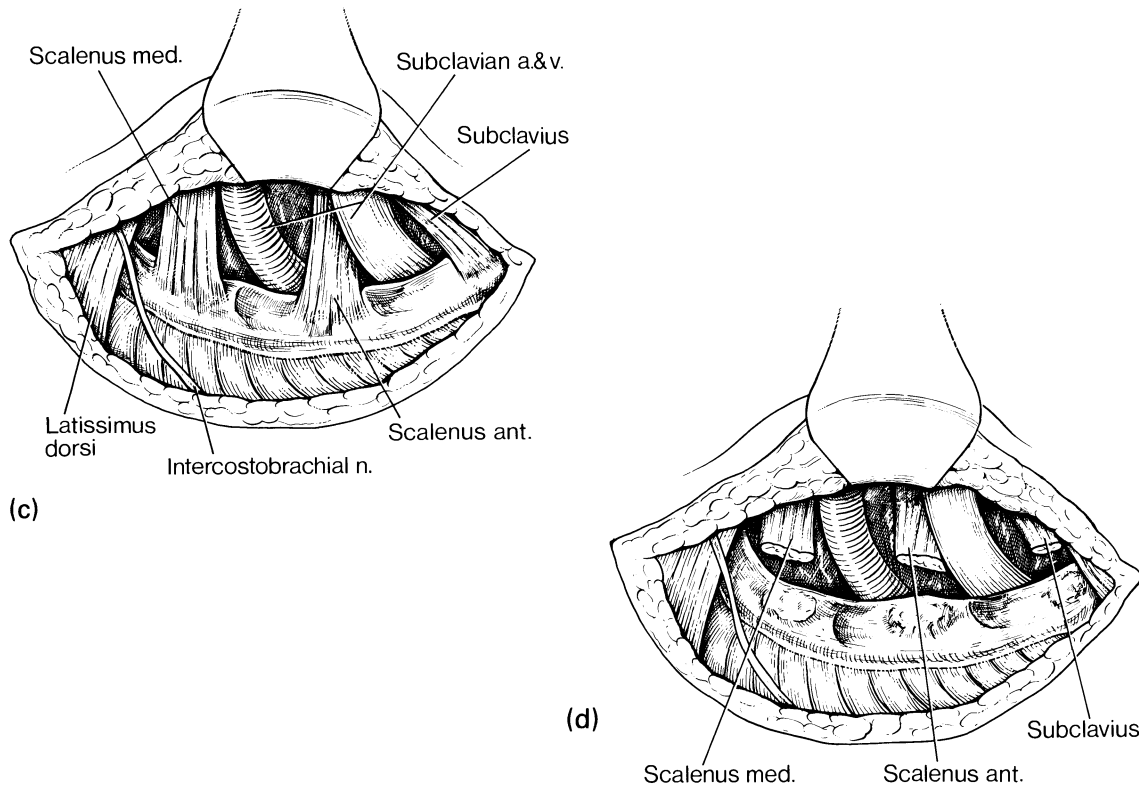 Scalenus med.
Subclavian a.&v.
Subclavius
Latissimus
dorsi
Intercostobrachial n.
Scalenus ant.
(c)
(d)
Scalenus med.
Scalenus ant.
Subclavius